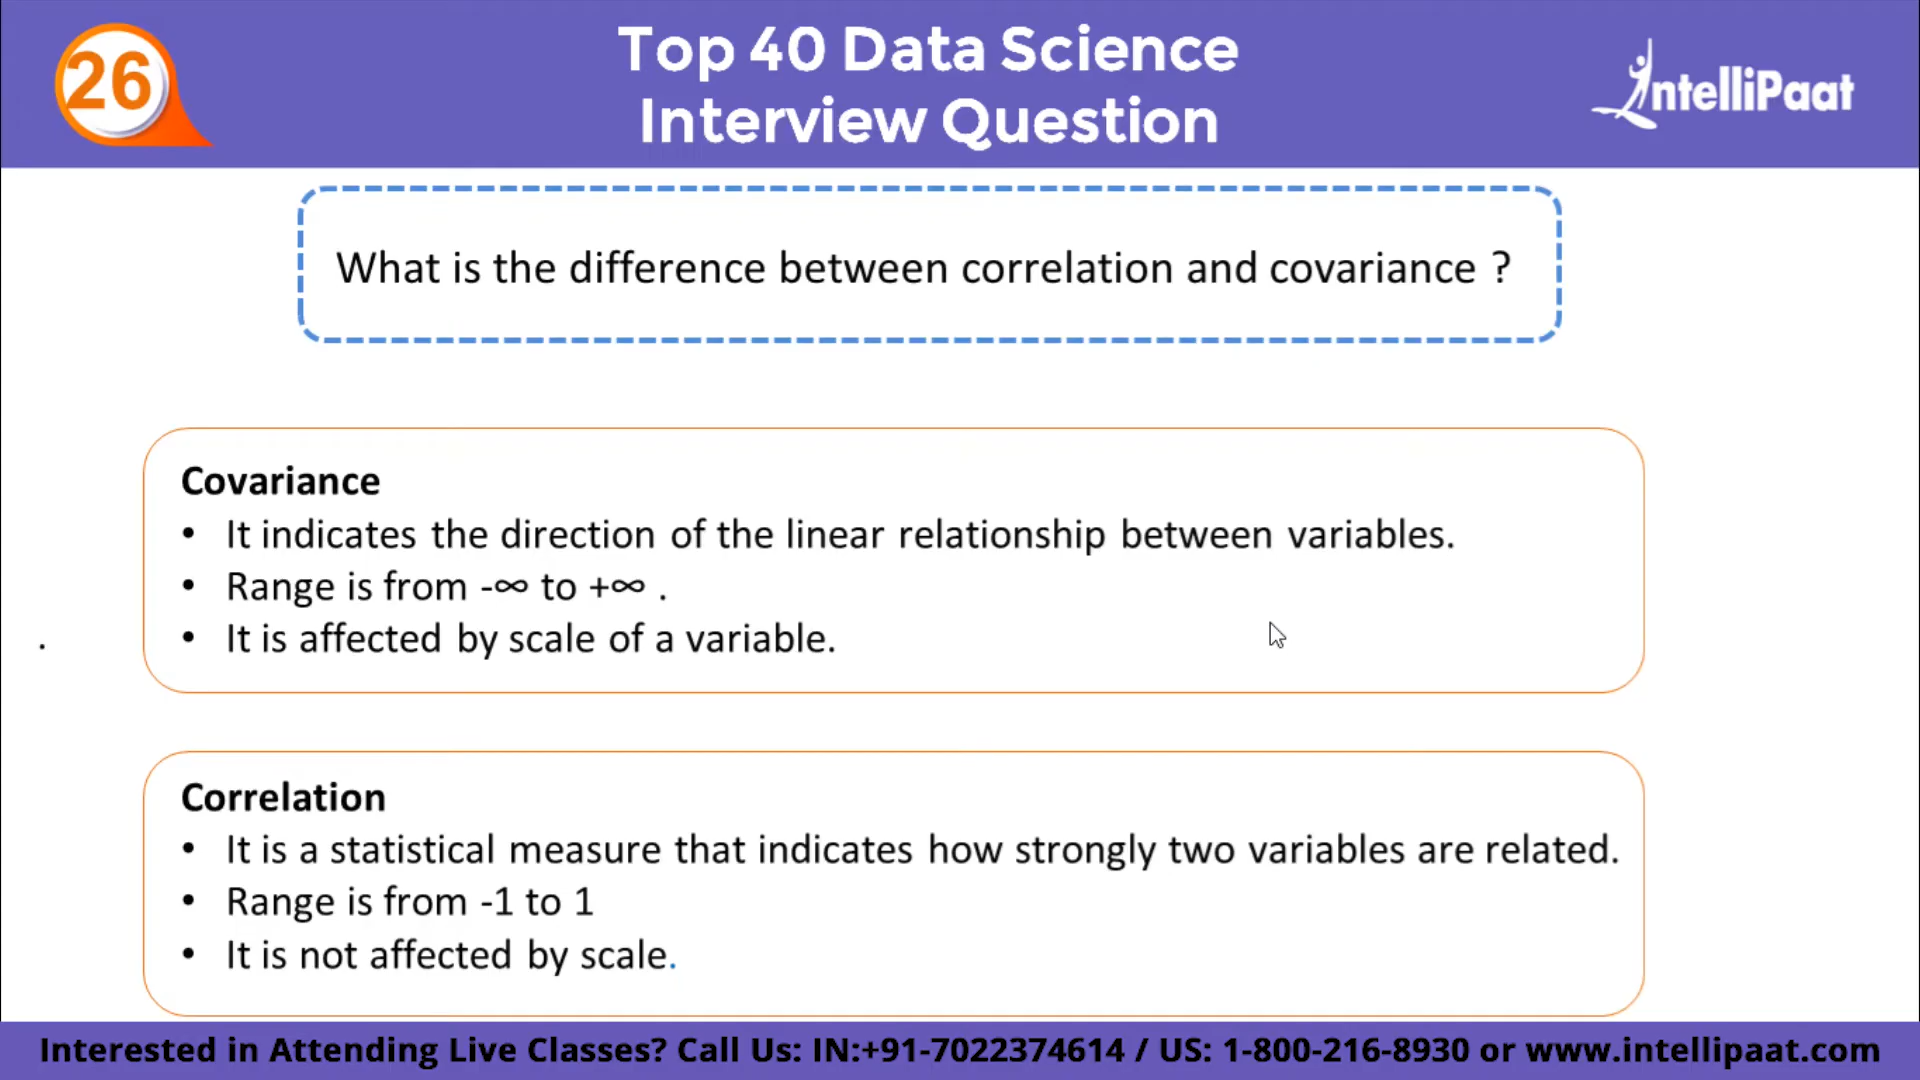 26
Top 40 Data Science
Interview Question
IntelliPaat
What is the difference between correlation and covariance ?
Covariance
• It indicates the direction of the linear relationship between variables.
• Range is from -∞ to +∞ .
• It is affected by scale of a variable.
.
Correlation
• It is a statistical measure that indicates how strongly two variables are related.
• Range is from -1 to 1
• It is not affected by scale.
Interested in Attending Live Classes? Call Us: IN:+91-7022374614 / US: 1-800-216-8930 or www.intellipaat.com